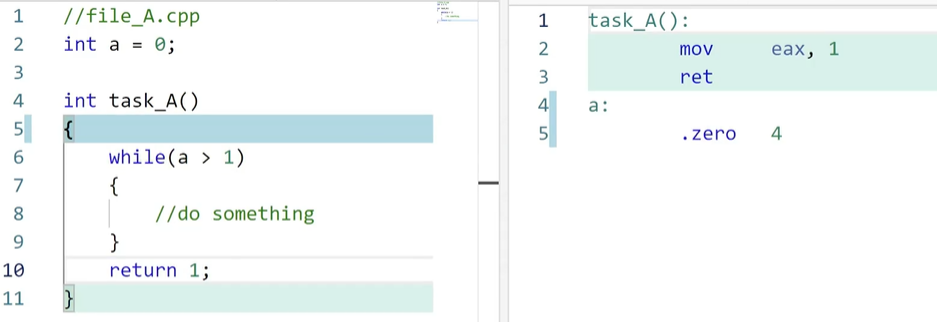 1 //file_A.cpp
2 int a = 0;
3
4 int task_A()
5 {
6 while(a > 1)
7 {
8 //do something
9 }
10 return 1;
11 }
1 task_A():
2 mov eax, 1
3 ret
4 a:
5 .zero 4